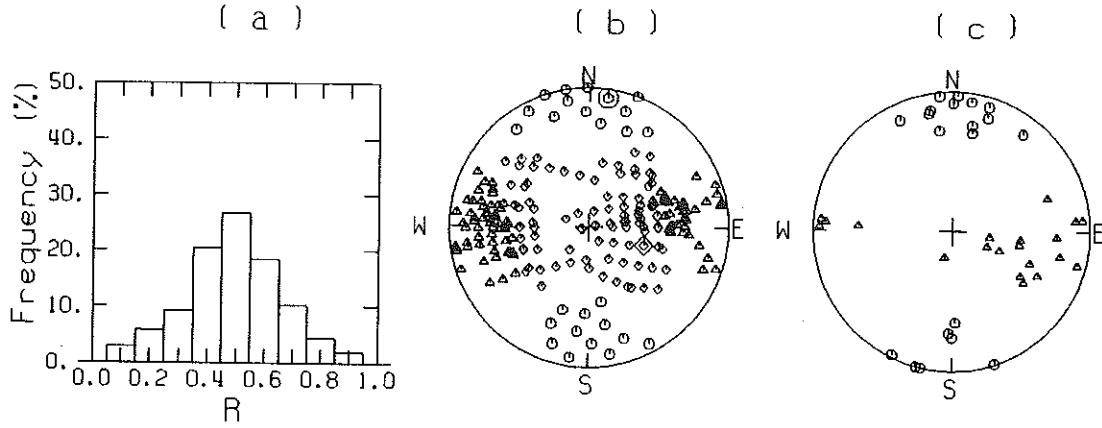 ( a )
( b )
( c )
Frequency (%)
50.
40.
30.
20.
10.
0.
0.0 0.2 0.4 0.6 0.8 1.0
R
N
W
E
S
N
W
E
S